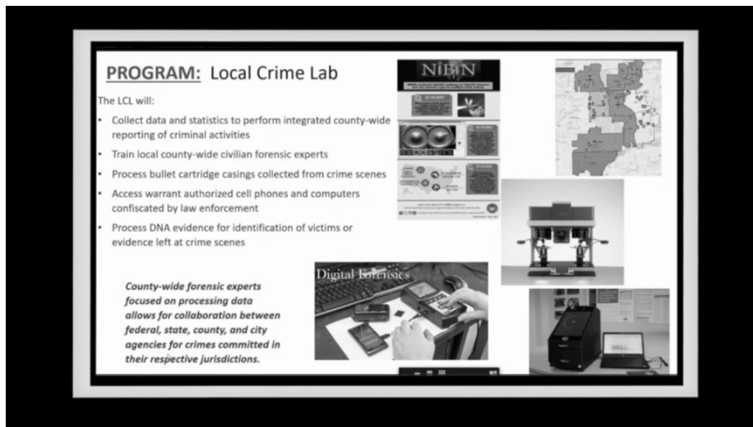 PROGRAM: Local Crime Lab
The LCL will:
• Collect data and statistics to perform integrated county-wide
reporting of criminal activities
• Train local county-wide civilian forensic experts
• Process bullet cartridge casings collected from crime scenes
• Access warrant authorized cell phones and computers
confiscated by law enforcement
• Process DNA evidence for identification of victims or
evidence left at crime scenes
County-wide forensic experts
focused on processing data
allows for collaboration between
federal, state, county, and city
agencies for crimes committed in
their respective jurisdictions.
NIBIN
Digital Forensics